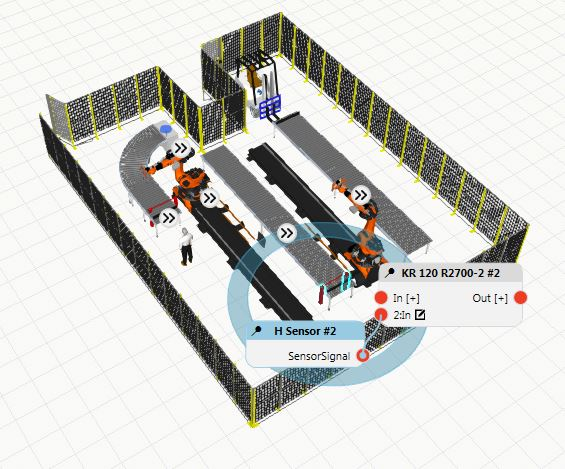 KR 120 R2700-2 #2
In [+]
Out [+]
2:In
H Sensor #2
SensorSignal